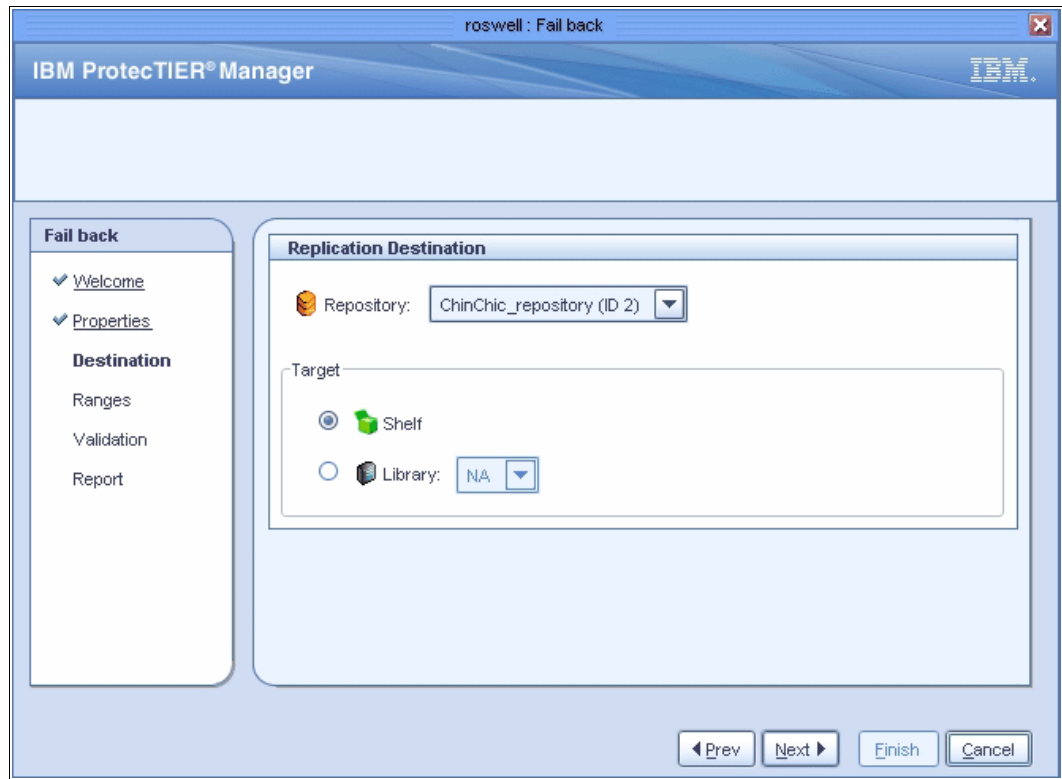 roswell : Fail back
IBM ProtecTIER® Manager
IBM.
Fail back
Welcome
Properties
Destination
Ranges
Validation
Report
Replication Destination
Repository: ChinChic_repository (ID 2)
Target
Shelf
Library: NA
Prev Next Finish Cancel